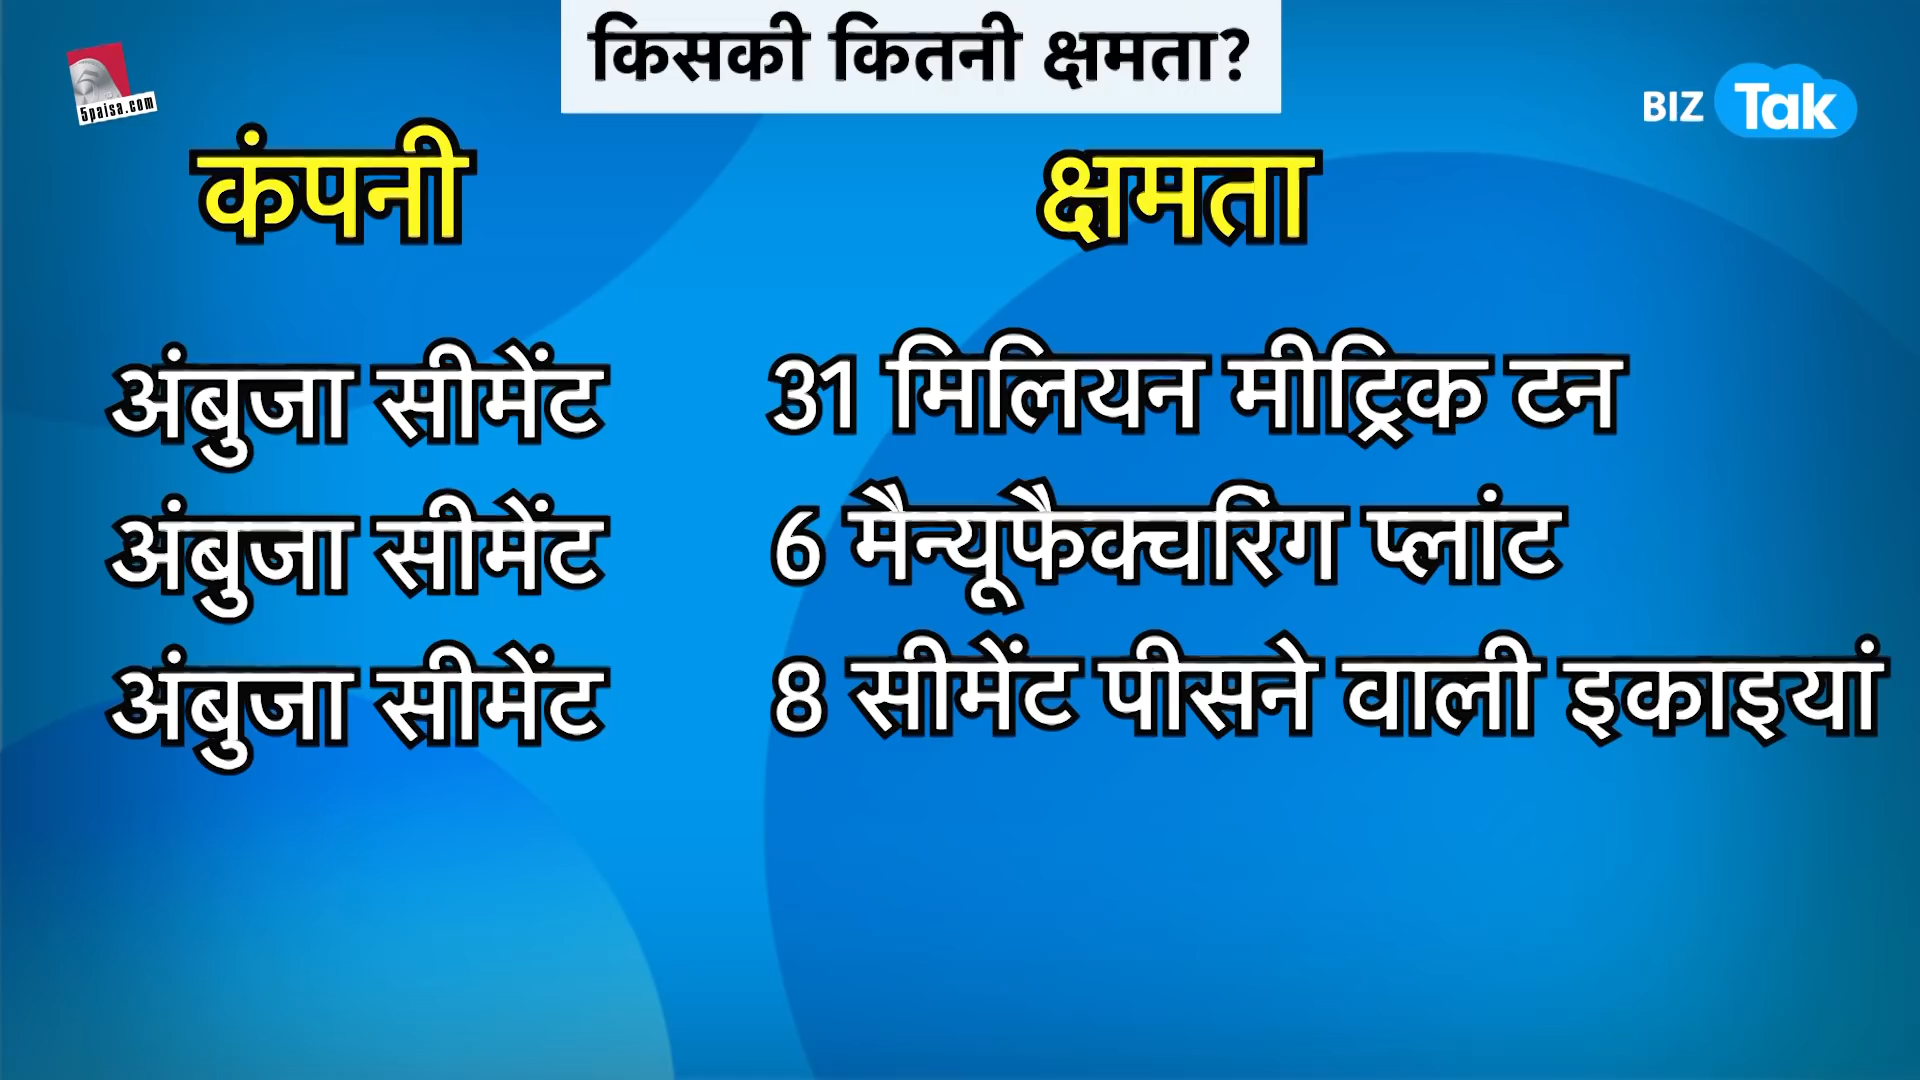 किसकी कितनी क्षमता?
5paisa.com
BIZ Tak
कंपनी क्षमता
अंबुजा सीमेंट 31 मिलियन मीट्रिक टन
अंबुजा सीमेंट 6 मैन्यूफैक्चरिंग प्लांट
अंबुजा सीमेंट 8 सीमेंट पीसने वाली इकाइयां